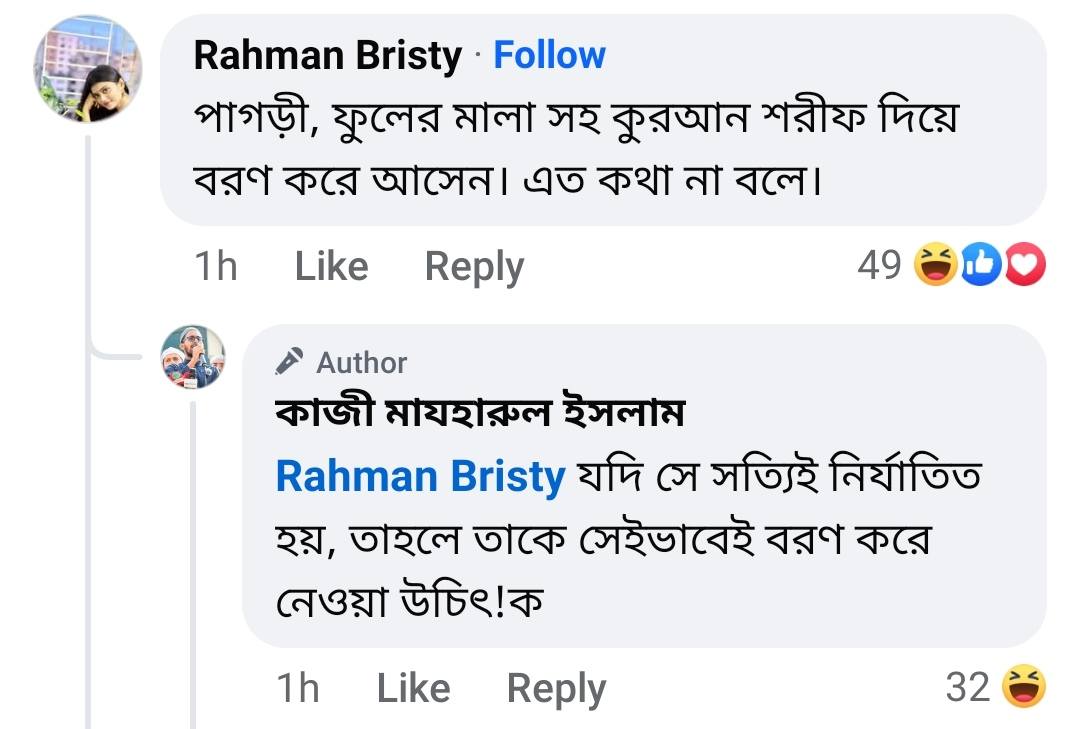 Rahman Bristy · Follow
পাগড়ী, ফুলের মালা সহ কুরআন শরীফ দিয়ে
বরণ করে আসেন। এত কথা না বলে।
1h Like Reply 49
Author
কাজী মাযহারুল ইসলাম
Rahman Bristy যদি সে সত্যিই নির্যাতিত
হয়, তাহলে তাকে সেইভাবেই বরণ করে
নেওয়া উচিৎ!ক
1h Like Reply 32